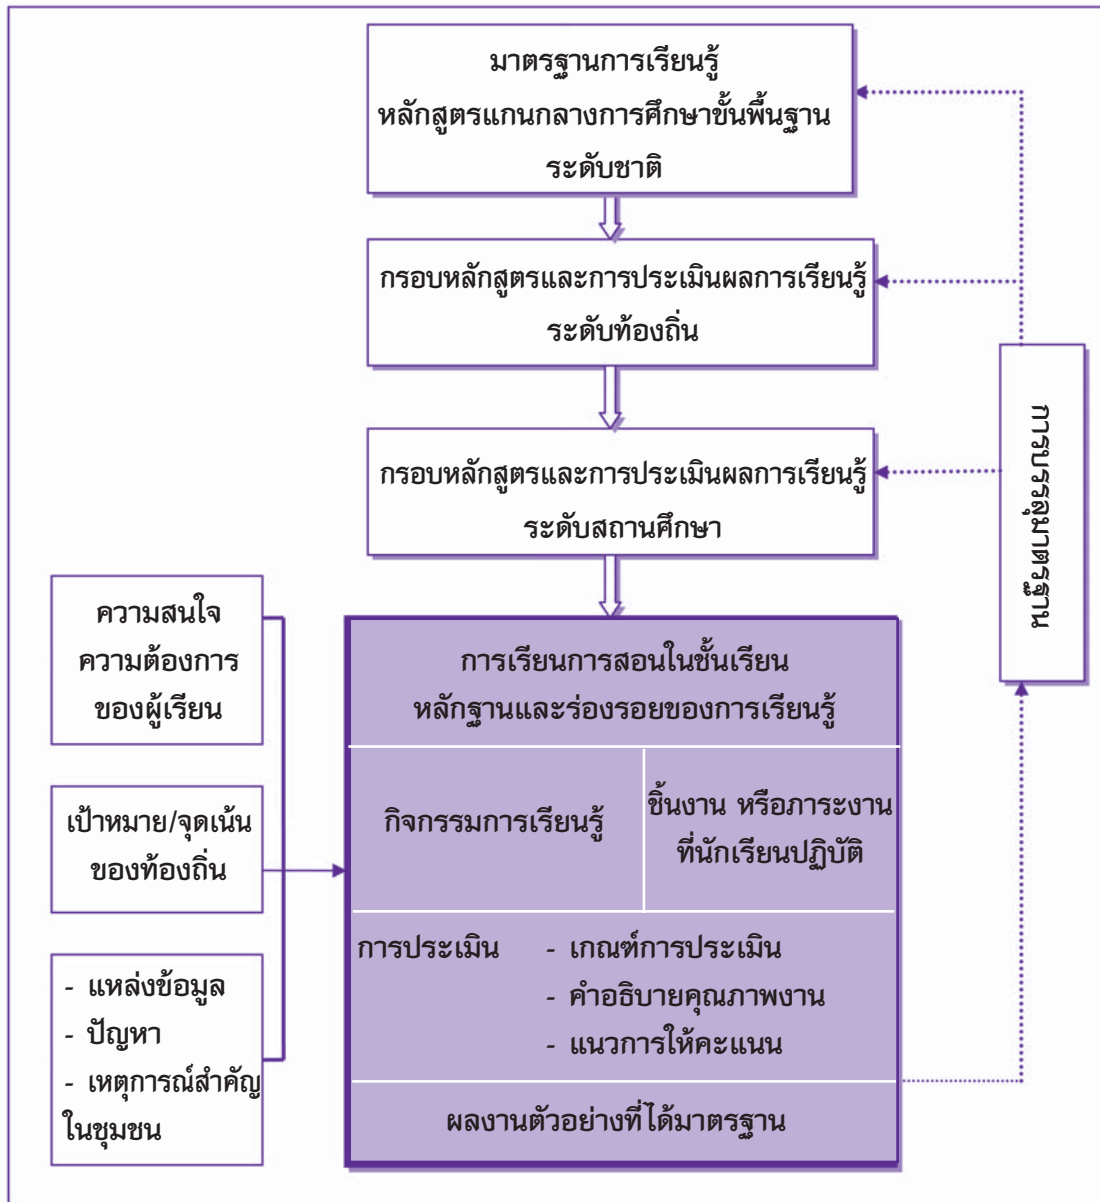 มาตรฐานการเรียนรู้
หลักสูตรแกนกลางการศึกษาขั้นพื้นฐาน
ระดับชาติ
กรอบหลักสูตรและการประเมินผลการเรียนรู้
ระดับท้องถิ่น
กรอบหลักสูตรและการประเมินผลการเรียนรู้
ระดับสถานศึกษา
การบรรลุมาตรฐาน
ความสนใจ
ความต้องการ
ของผู้เรียน
เป้าหมาย/จุดเน้น
ของท้องถิ่น
- แหล่งข้อมูล
- ปัญหา
- เหตุการณ์สำคัญ
ในชุมชน
การเรียนการสอนในชั้นเรียน
หลักฐานและร่องรอยของการเรียนรู้
กิจกรรมการเรียนรู้
ชิ้นงาน หรือภาระงาน
ที่นักเรียนปฏิบัติ
การประเมิน - เกณฑ์การประเมิน
- คำอธิบายคุณภาพงาน
- แนวการให้คะแนน
ผลงานตัวอย่างที่ได้มาตรฐาน